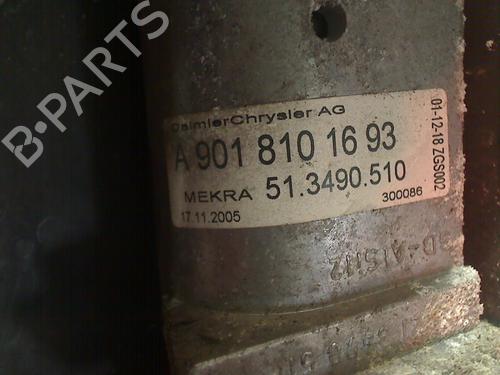 B-PARTS
DaimlerChrysler AG
A 901 810 16 93
MEKRA 51.3490.510
300086
17.11.2005
01-12-18 ZGS002